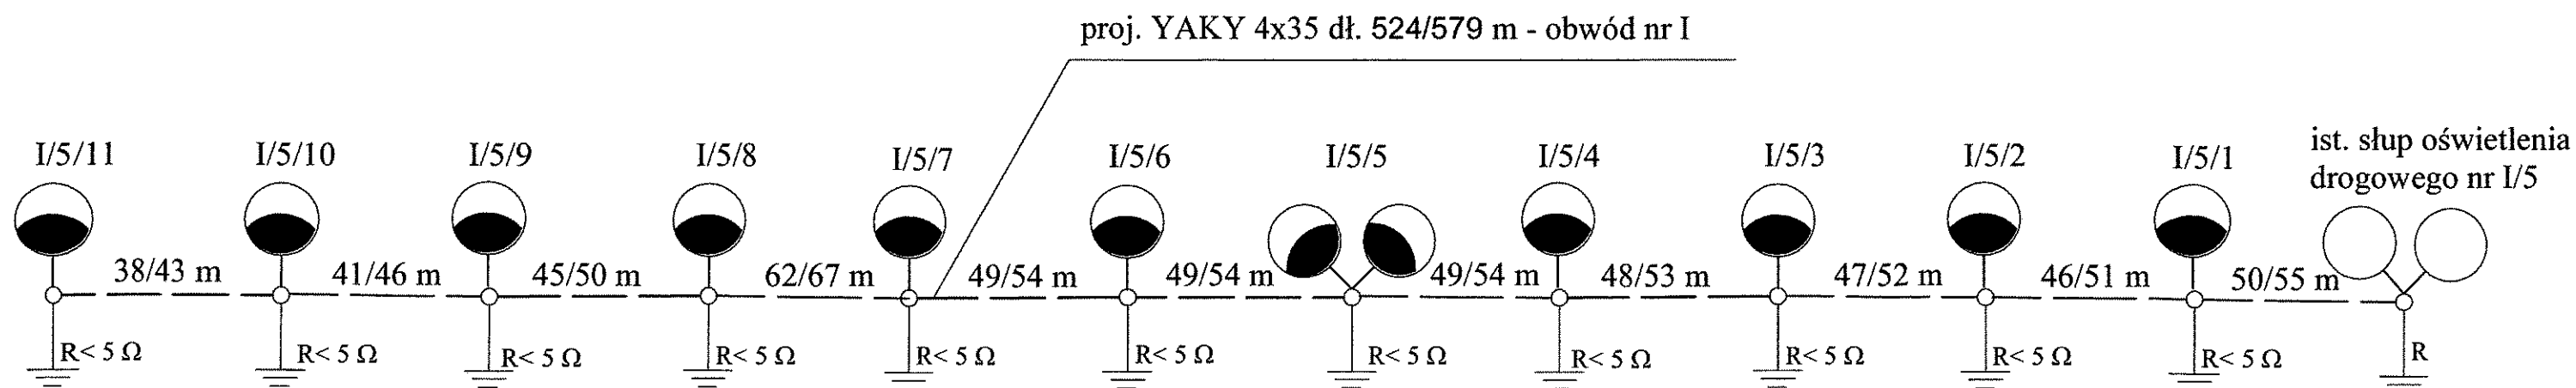 proj. YAKY 4x35 dł. 524/579 m - obwód nr I
I/5/11 I/5/10 I/5/9 I/5/8 I/5/7 I/5/6 I/5/5 I/5/4 I/5/3 I/5/2 I/5/1 ist. słup oświetlenia
drogowego nr I/5
38/43 m 41/46 m 45/50 m 62/67 m 49/54 m 49/54 m 49/54 m 48/53 m 47/52 m 46/51 m 50/55 m
R< 5 Ω R< 5 Ω R< 5 Ω R< 5 Ω R< 5 Ω R< 5 Ω R< 5 Ω R< 5 Ω R< 5 Ω R< 5 Ω R< 5 Ω R